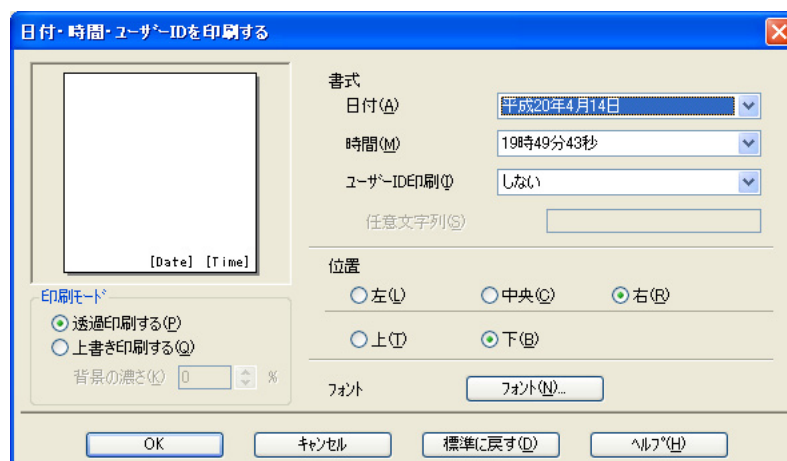 日付・時間・ユーザーIDを印刷する
書式
日付(A)
平成20年4月14日
時間(M)
19時49分43秒
ユーザーID印刷(I)
しない
任意文字列(S)
[Date] [Time]
位置
左(L)
中央(C)
右(R)
上(T)
下(B)
印刷モード
透過印刷する(P)
上書き印刷する(Q)
背景の濃さ(K)
0
%
フォント
フォント(N)...
OK
キャンセル
標準に戻す(D)
ヘルプ(H)